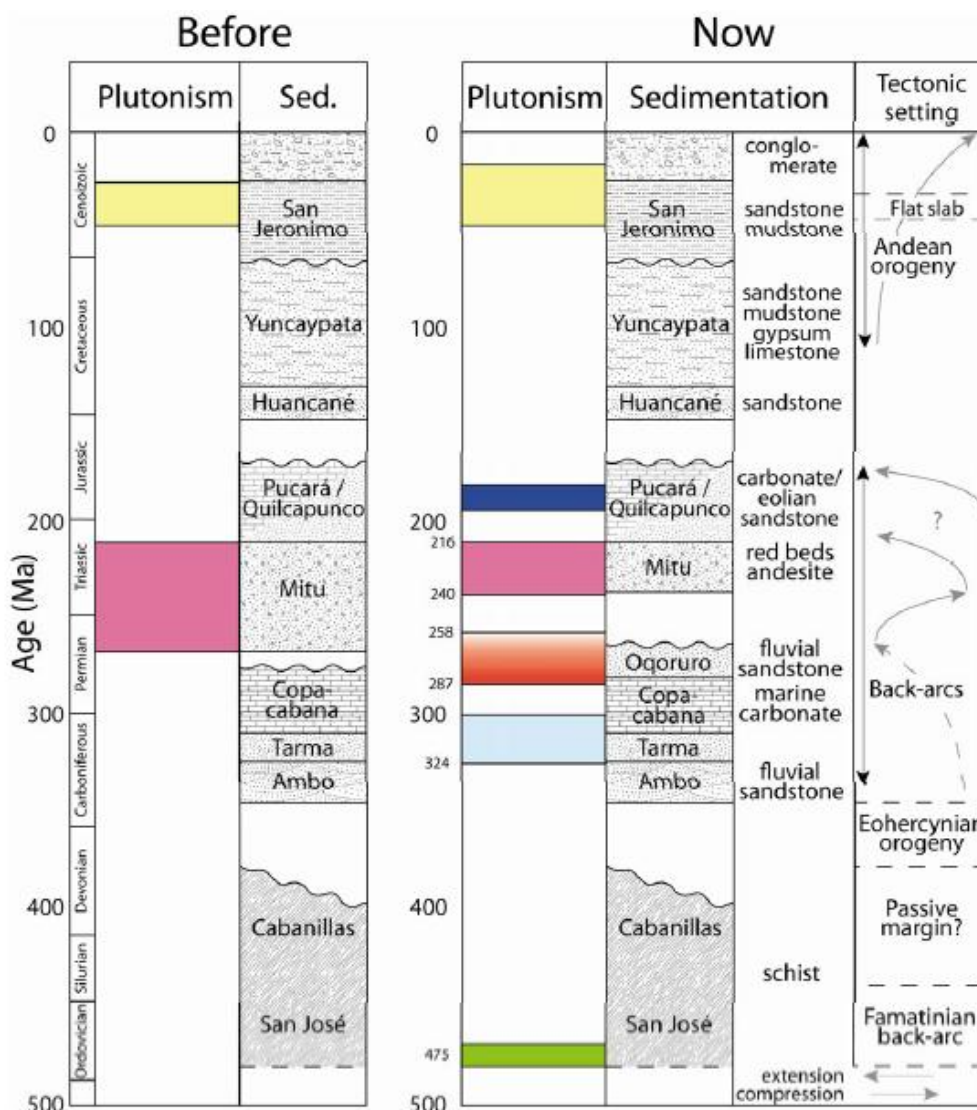 Before
Now
Plutonism
Sed.
Plutonism
Sedimentation
Tectonic
setting
Age (Ma)
0
100
200
300
400
500
Cenoizoic
Cretaceous
Jurassic
Triassic
Permian
Carboniferous
Devonian
Silurian
Ordovician
San
Jeronimo
Yuncaypata
Huancané
Pucará /
Quilcapunco
Mitu
Copa-
cabana
Tarma
Ambo
Cabanillas
San José
0
100
200
216
240
258
287
300
324
400
475
500
San
Jeronimo
Yuncaypata
Huancané
Pucará /
Quilcapunco
Mitu
Oqoruro
Copa-
cabana
Tarma
Ambo
Cabanillas
San José
conglo-
merate
sandstone
mudstone
sandstone
mudstone
gypsum
limestone
sandstone
carbonate/
eolian
sandstone
red beds
andesite
fluvial
sandstone
marine
carbonate
fluvial
sandstone
schist
Flat slab
Andean
orogeny
?
Back-arcs
Eohercynian
orogeny
Passive
margin?
Famatinian
back-arc
extension
compression